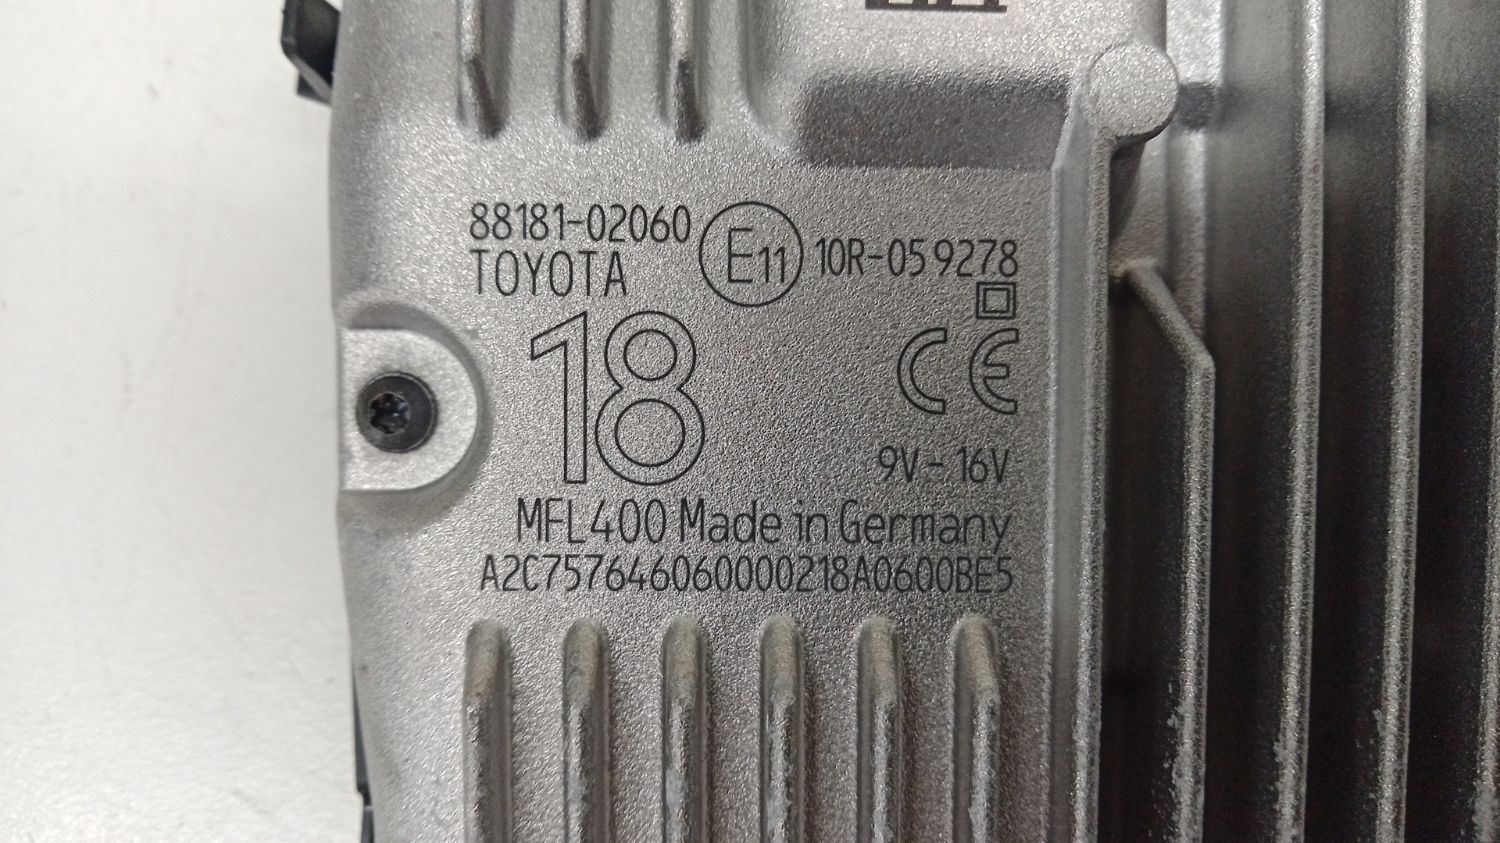 88181-02060
TOYOTA
E11
10R-05 9278
18
CE
9V - 16V
MFL400 Made in Germany
A2C757646060000218A0600BE5